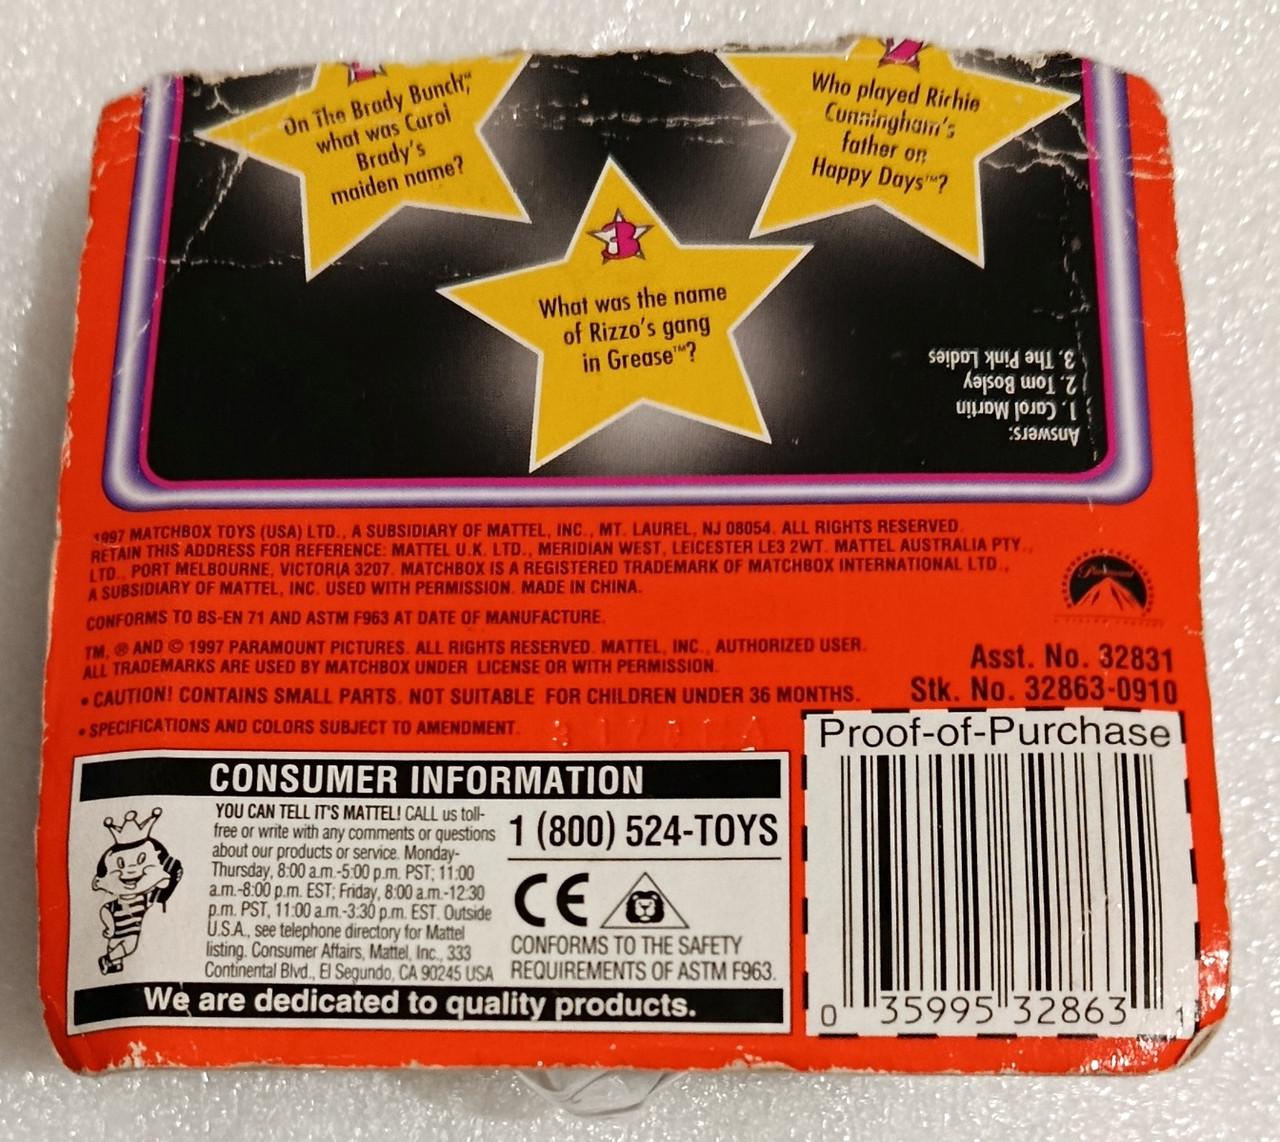 On The Brady Bunch,™
what was Carol
Brady's
maiden name?
2
Who played Richie
Cunningham's
father on
Happy Days™?
3
What was the name
of Rizzo's gang
in Grease™?
Answers:
1. Carol Martin
2. Tom Bosley
3. The Pink Ladies
1997 MATCHBOX TOYS (USA) LTD., A SUBSIDIARY OF MATTEL, INC., MT. LAUREL, NJ 08054. ALL RIGHTS RESERVED.
RETAIN THIS ADDRESS FOR REFERENCE: MATTEL U.K. LTD., MERIDIAN WEST, LEICESTER LE3 2WT. MATTEL AUSTRALIA PTY.,
LTD., PORT MELBOURNE, VICTORIA 3207. MATCHBOX IS A REGISTERED TRADEMARK OF MATCHBOX INTERNATIONAL LTD.,
A SUBSIDIARY OF MATTEL, INC. USED WITH PERMISSION. MADE IN CHINA.
CONFORMS TO BS-EN 71 AND ASTM F963 AT DATE OF MANUFACTURE.
TM, ® AND © 1997 PARAMOUNT PICTURES. ALL RIGHTS RESERVED. MATTEL, INC., AUTHORIZED USER.
ALL TRADEMARKS ARE USED BY MATCHBOX UNDER LICENSE OR WITH PERMISSION.
• CAUTION! CONTAINS SMALL PARTS. NOT SUITABLE FOR CHILDREN UNDER 36 MONTHS.
• SPECIFICATIONS AND COLORS SUBJECT TO AMENDMENT.
Paramount
Asst. No. 32831
Stk. No. 32863-0910
Proof-of-Purchase
0 35995 32863 1
CONSUMER INFORMATION
YOU CAN TELL IT'S MATTEL! CALL us toll-
free or write with any comments or questions
about our products or service. Monday-
Thursday, 8:00 a.m.-5:00 p.m. PST; 11:00
a.m.-8:00 p.m. EST; Friday, 8:00 a.m.-12:30
p.m. PST, 11:00 a.m.-3:30 p.m. EST. Outside
U.S.A., see telephone directory for Mattel
listing. Consumer Affairs, Mattel, Inc., 333
Continental Blvd., El Segundo, CA 90245 USA
1 (800) 524-TOYS
CE
CONFORMS TO THE SAFETY
REQUIREMENTS OF ASTM F963.
We are dedicated to quality products.